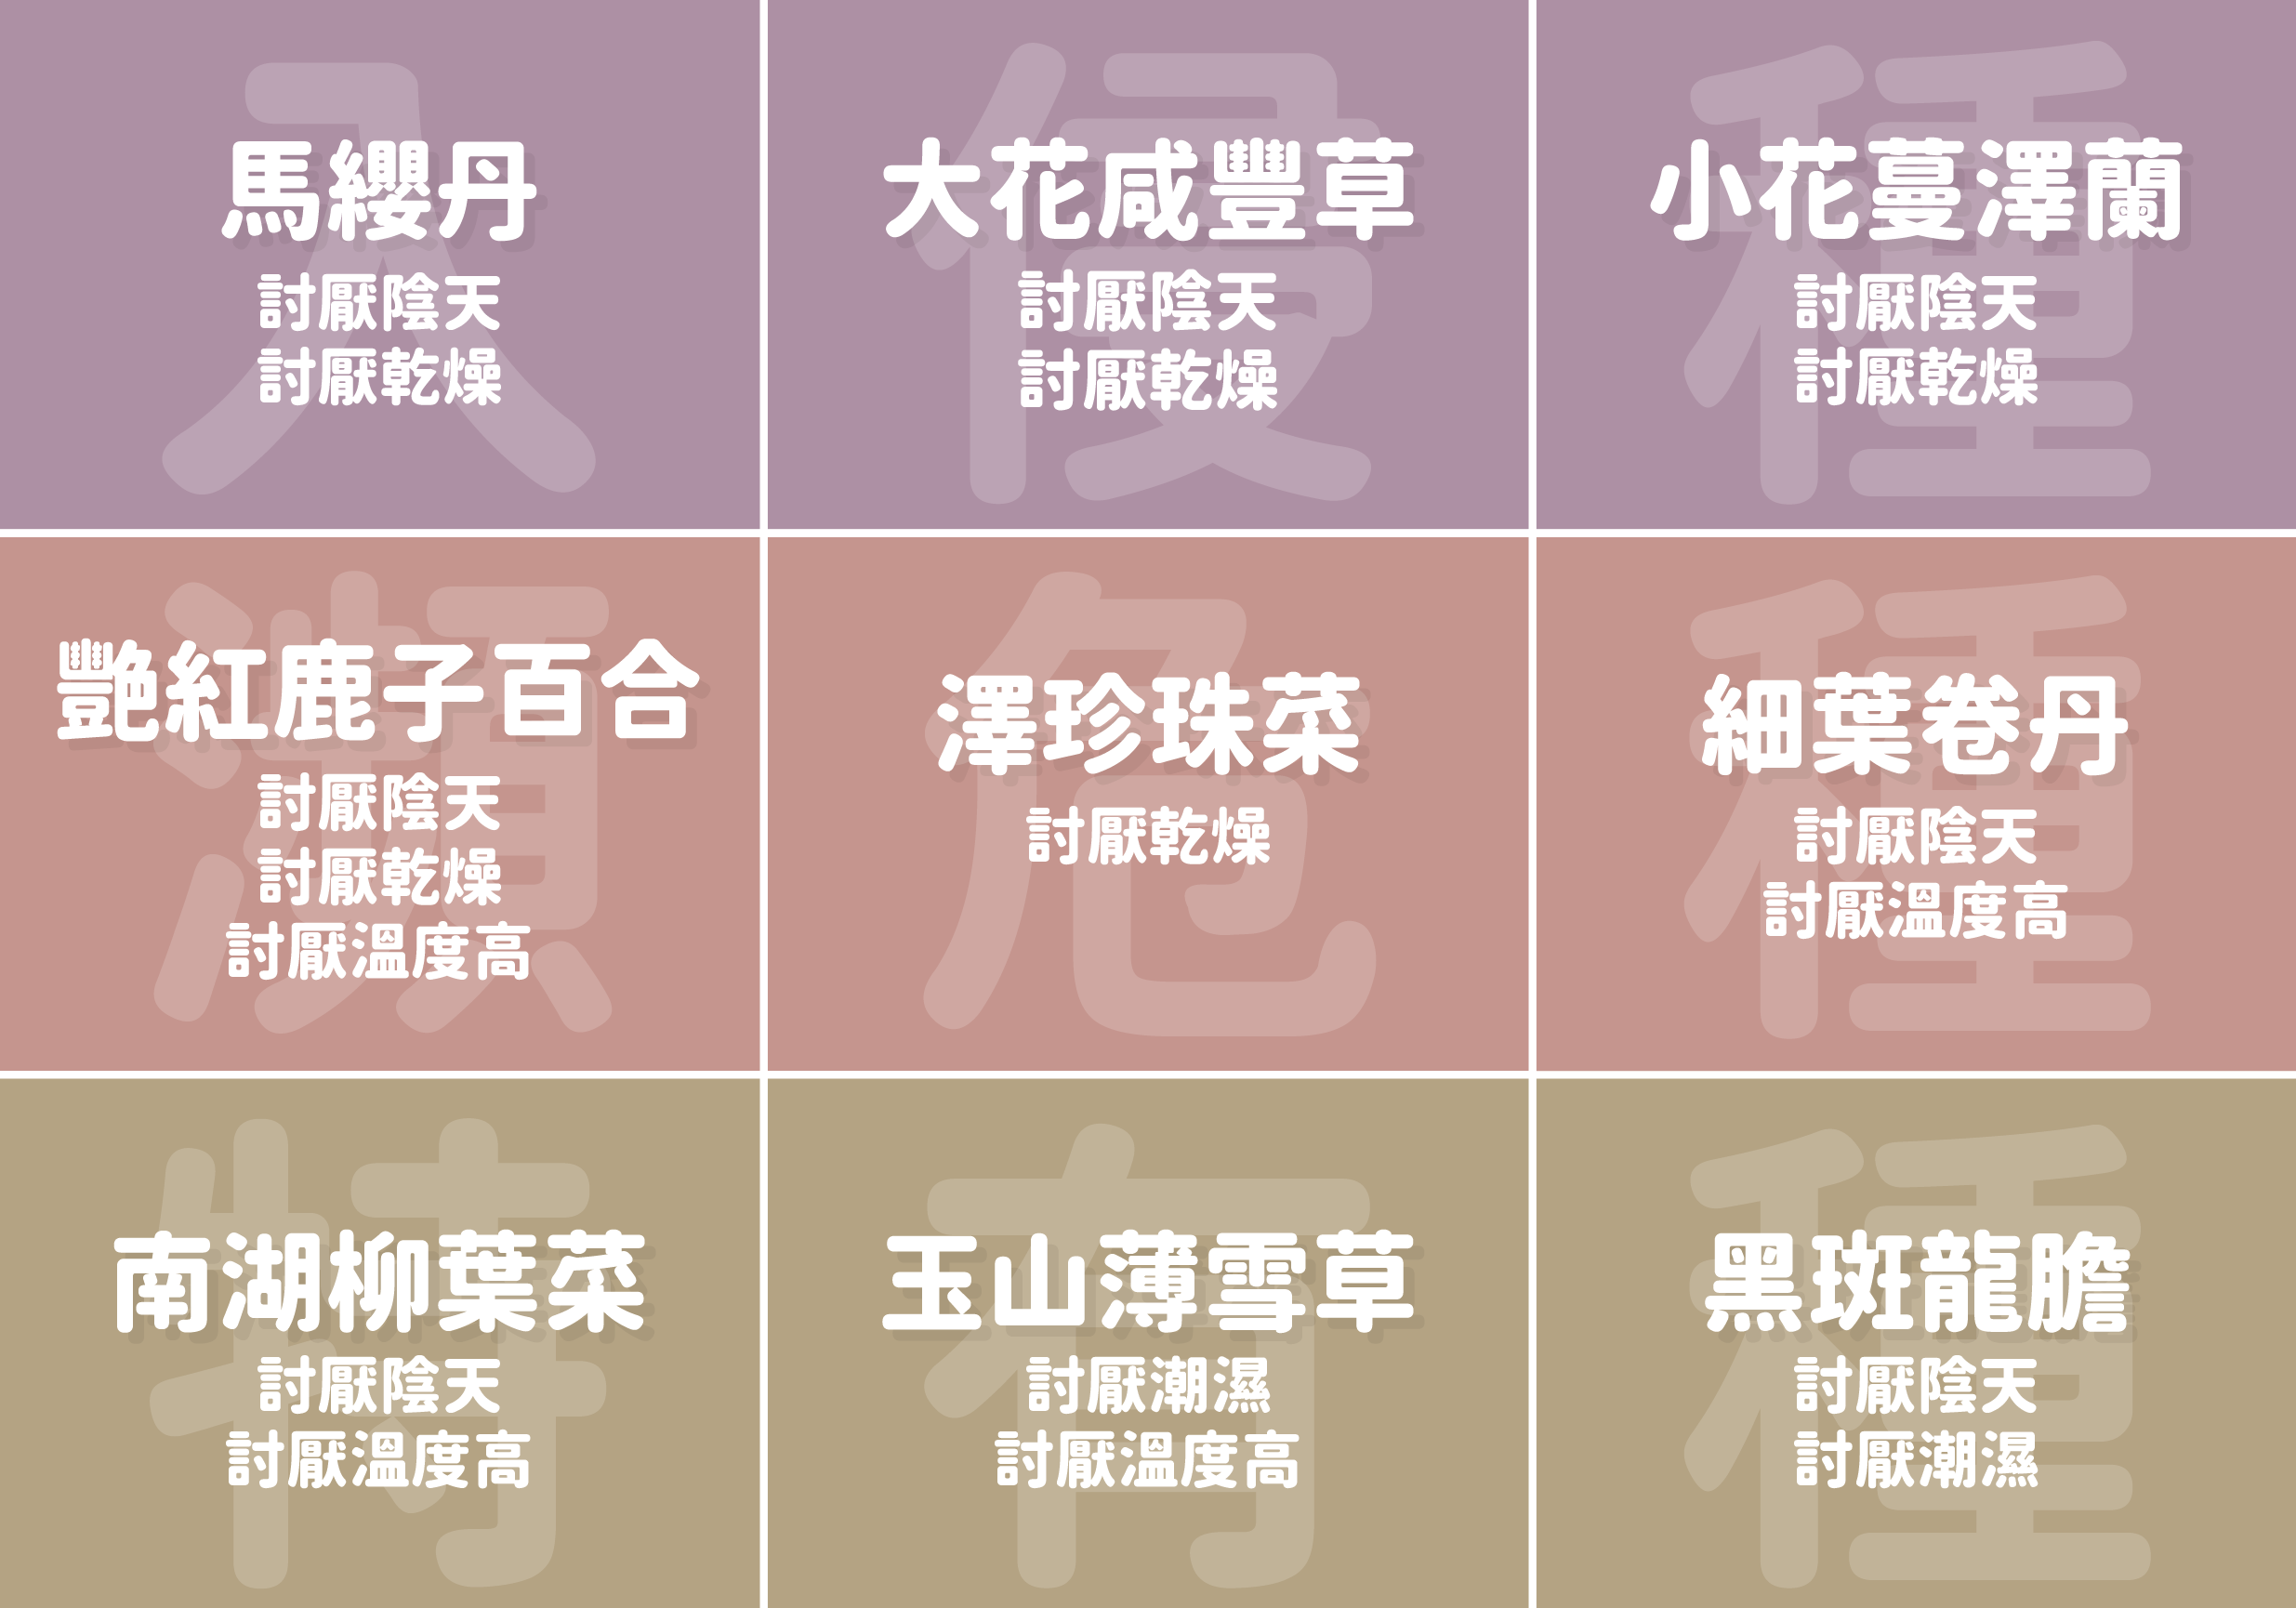 入
馬纓丹
討厭陰天
討厭乾燥
侵
大花咸豐草
討厭陰天
討厭乾燥
種
小花蔓澤蘭
討厭陰天
討厭乾燥
瀕
艷紅鹿子百合
討厭陰天
討厭乾燥
討厭溫度高
危
澤珍珠菜
討厭乾燥
種
細葉卷丹
討厭陰天
討厭溫度高
特
南湖柳葉菜
討厭陰天
討厭溫度高
有
玉山薄雪草
討厭潮濕
討厭溫度高
種
黑斑龍膽
討厭陰天
討厭潮濕